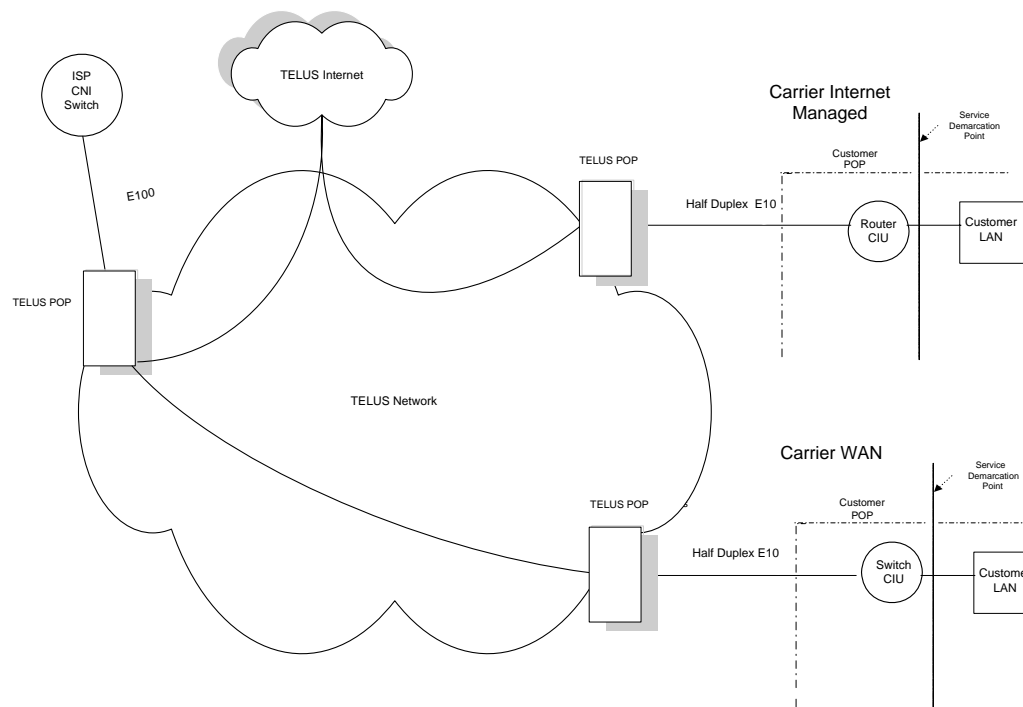 ISP
CNI
Switch
TELUS Internet
Carrier Internet
Managed
Service
Demarcation
Point
Customer
POP
TELUS POP
E100
Half Duplex E10
Router
CIU
Customer
LAN
TELUS POP
TELUS Network
Carrier WAN
Service
Demarcation
Point
Customer
POP
TELUS POP
Half Duplex E10
Switch
CIU
Custome
LAN